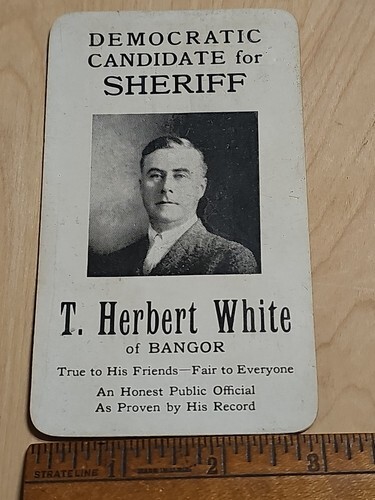 DEMOCRATIC
CANDIDATE for
SHERIFF
T. Herbert White
of BANGOR
True to His Friends—Fair to Everyone
An Honest Public Official
As Proven by His Record
STRATELINE 1 2 3